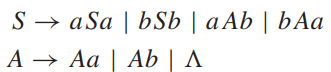 S → aSa | bSb | aAb | bAa
A → Aa | Ab | Λ